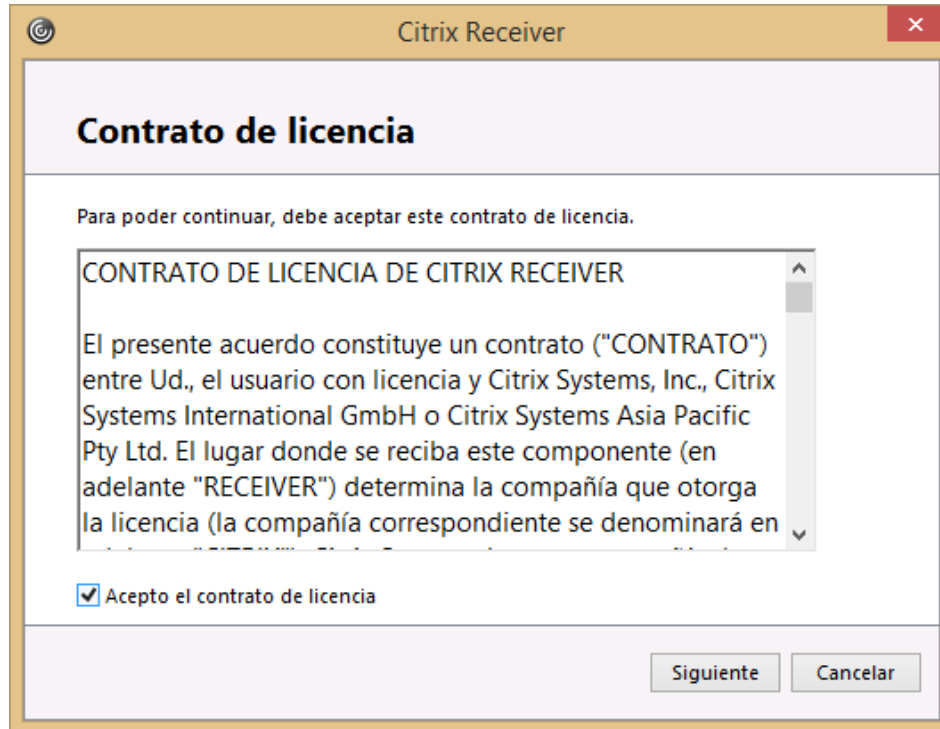 Citrix Receiver
Contrato de licencia
Para poder continuar, debe aceptar este contrato de licencia.
CONTRATO DE LICENCIA DE CITRIX RECEIVER
El presente acuerdo constituye un contrato ("CONTRATO")
entre Ud., el usuario con licencia y Citrix Systems, Inc., Citrix
Systems International GmbH o Citrix Systems Asia Pacific
Pty Ltd. El lugar donde se reciba este componente (en
adelante "RECEIVER") determina la compañía que otorga
la licencia (la compañía correspondiente se denominará en
Acepto el contrato de licencia
Siguiente
Cancelar